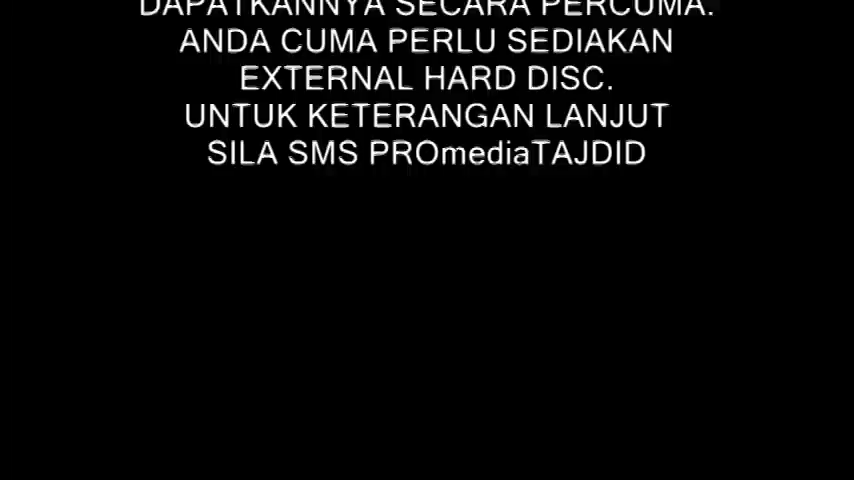 DAPATKANNYA SECARA PERCUMA.
ANDA CUMA PERLU SEDIAKAN
EXTERNAL HARD DISC.
UNTUK KETERANGAN LANJUT
SILA SMS PROmediaTAJDID